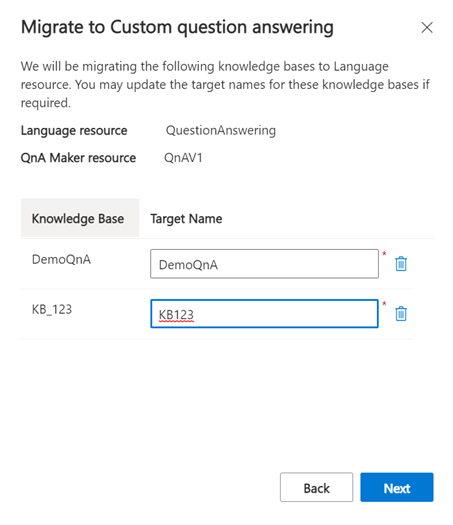 Migrate to Custom question answering
We will be migrating the following knowledge bases to Language
resource. You may update the target names for these knowledge bases if
required.
Language resource QuestionAnswering
QnA Maker resource QnAV1
Knowledge Base Target Name
DemoQnA DemoQnA *
KB_123 KB123 *
Back Next